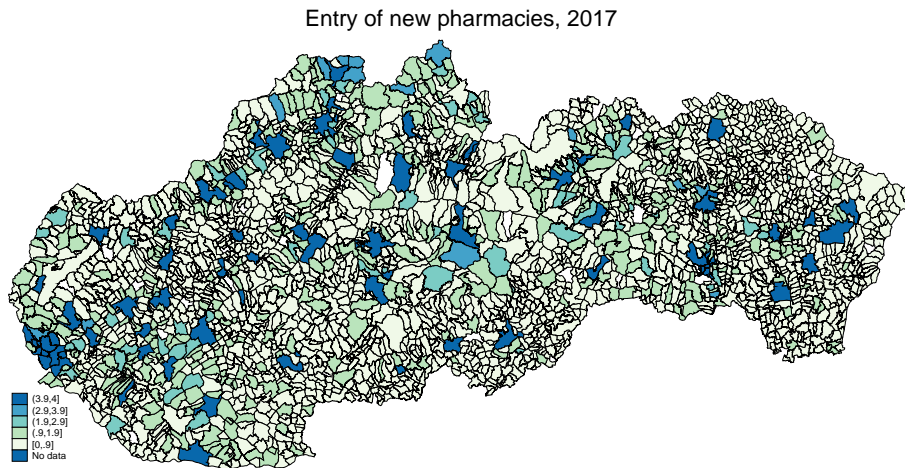 Entry of new pharmacies, 2017
(3.9,4]
(2.9,3.9]
(1.9,2.9]
(.9,1.9]
[0,.9]
No data